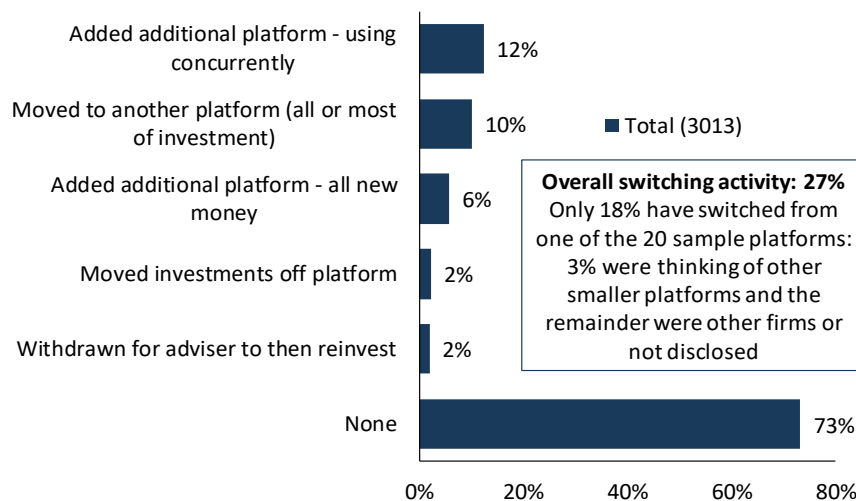 Added additional platform - using
concurrently
12%
Moved to another platform (all or most
of investment)
10%
Total (3013)
Added additional platform - all new
money
6%
Overall switching activity: 27%
Only 18% have switched from
one of the 20 sample platforms:
3% were thinking of other
smaller platforms and the
remainder were other firms or
not disclosed
Moved investments off platform
2%
Withdrawn for adviser to then reinvest
2%
None
73%
0%
20%
40%
60%
80%